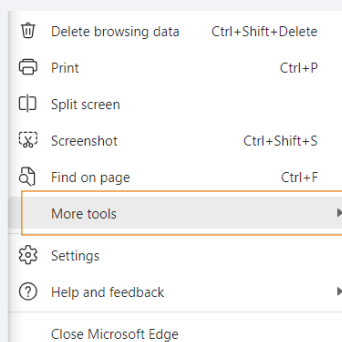 Delete browsing data Ctrl+Shift+Delete
Print Ctrl+P
Split screen
Screenshot Ctrl+Shift+S
Find on page Ctrl+F
More tools
Settings
Help and feedback
Close Microsoft Edge